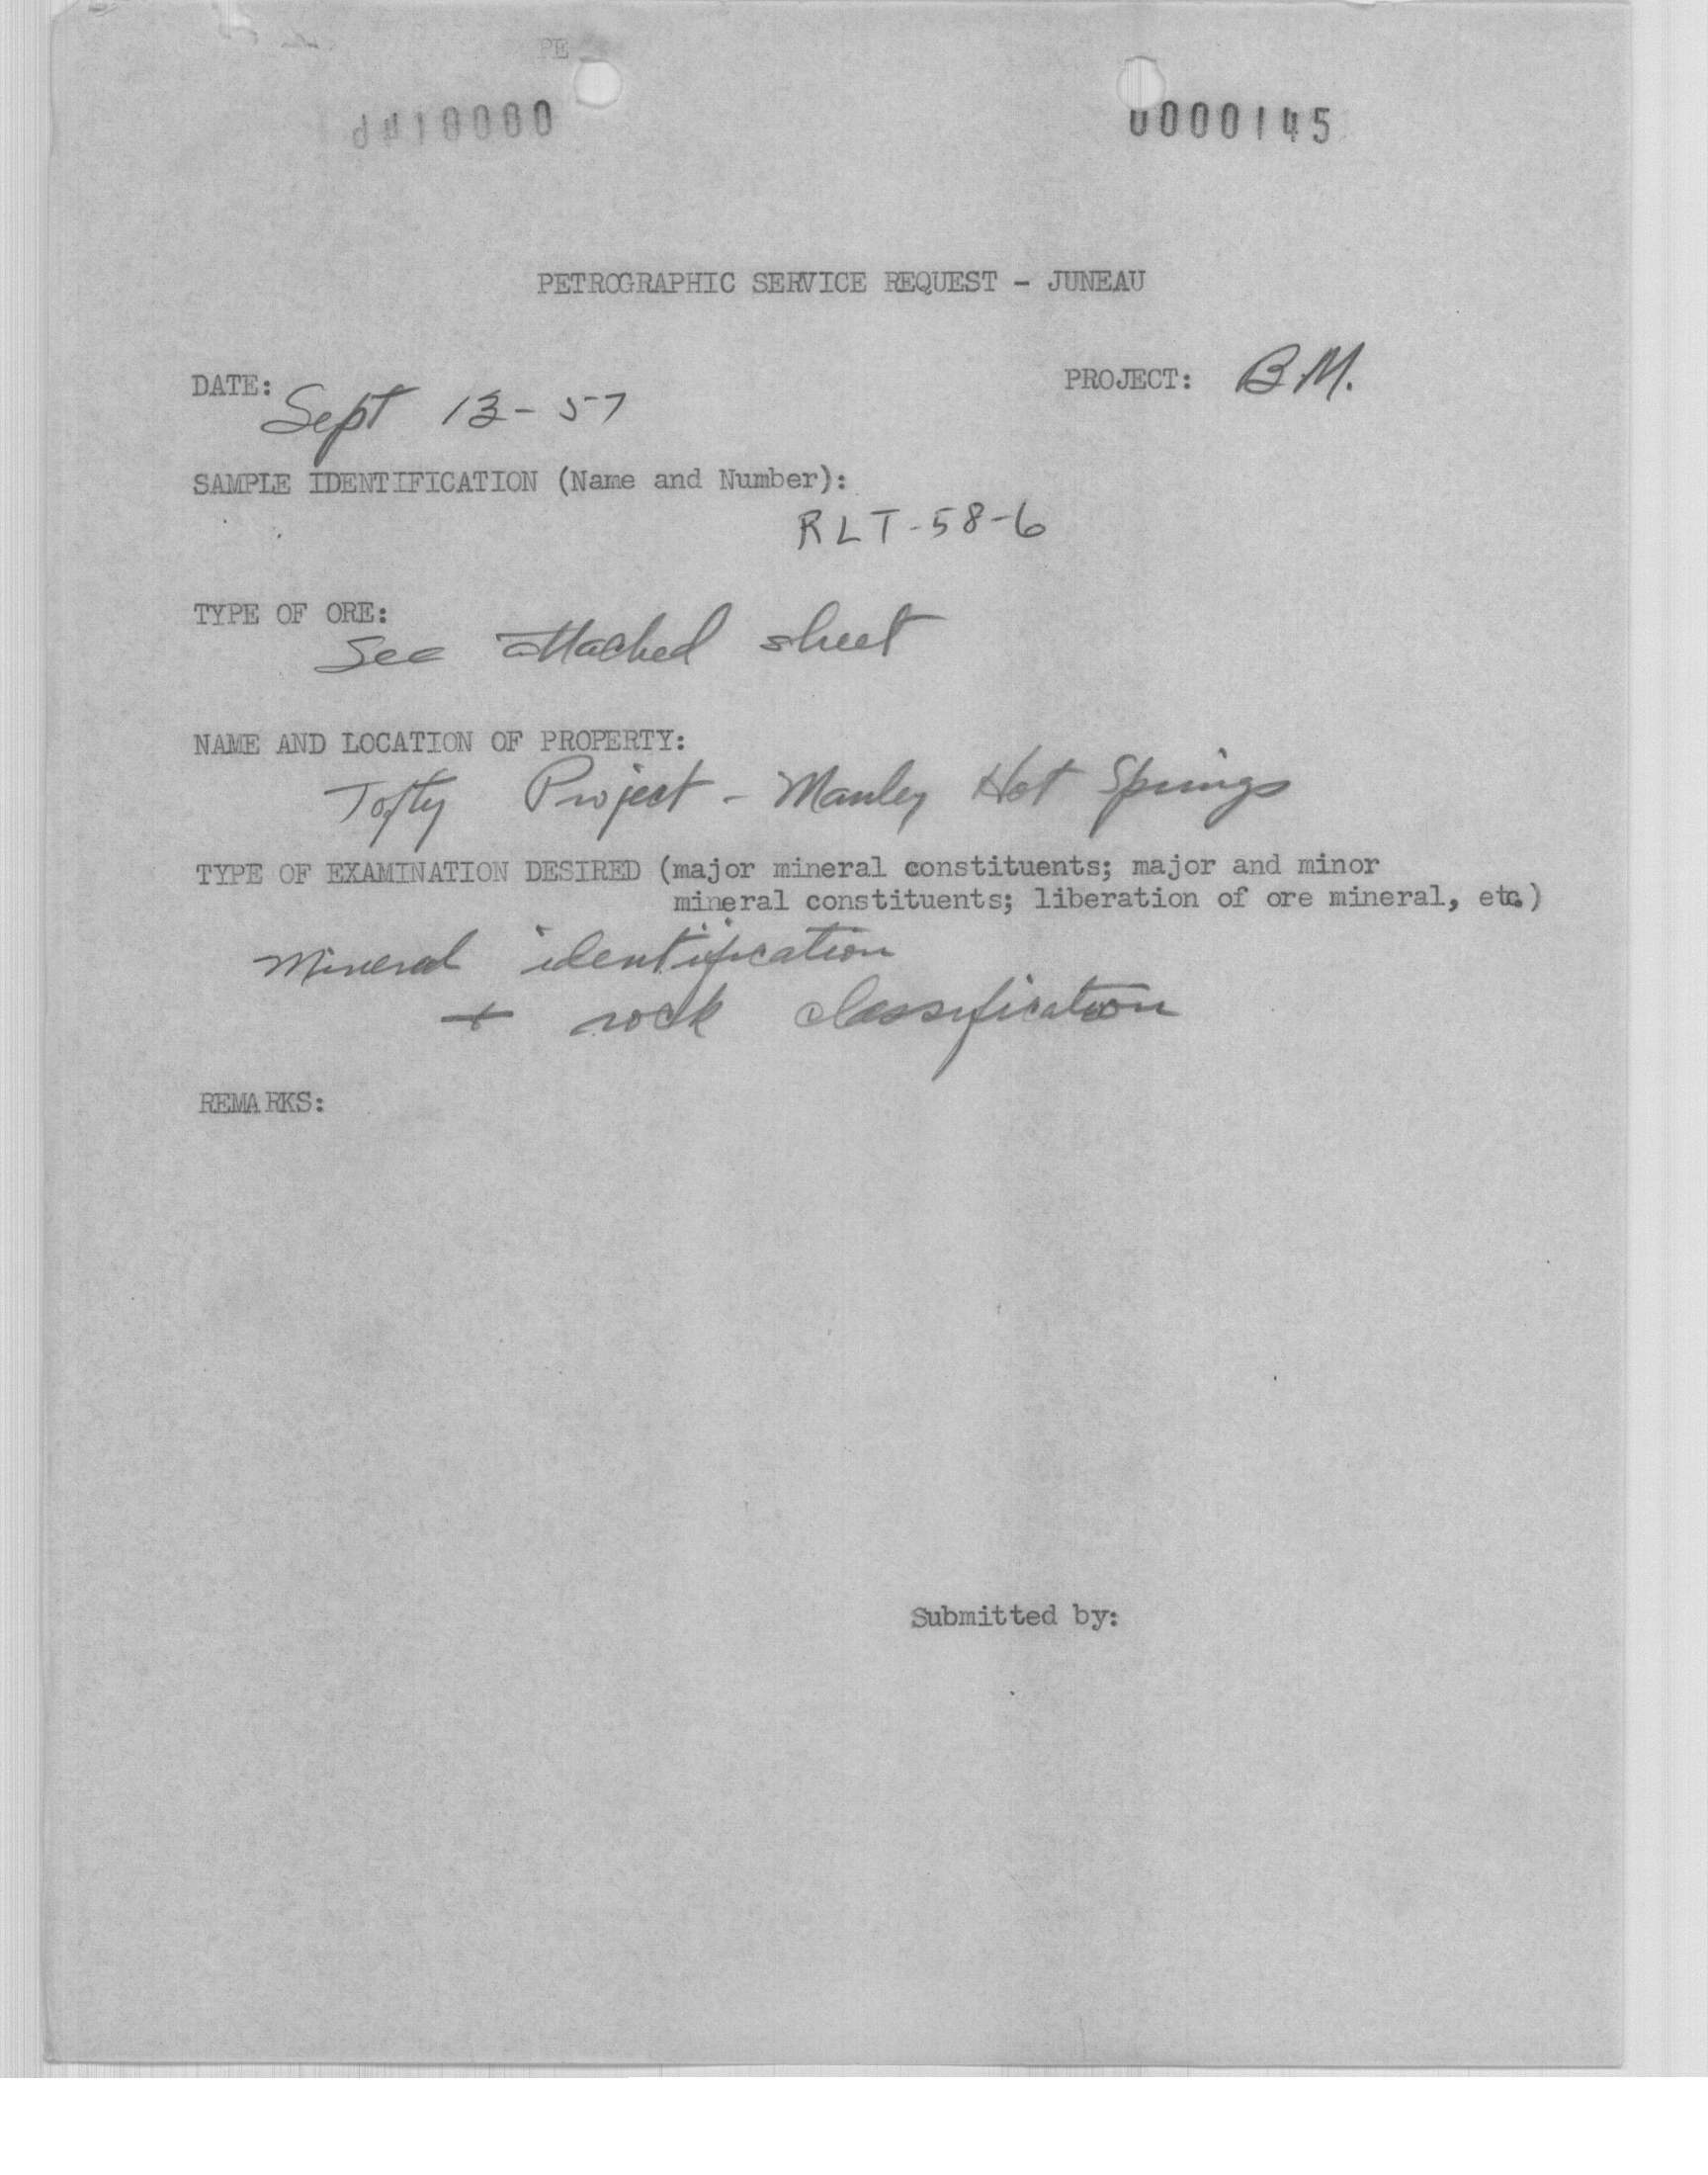 PE
0000145
PETROGRAPHIC SERVICE REQUEST - JUNEAU
DATE: Sept 13-57
PROJECT: B.M.
SAMPLE IDENTIFICATION (Name and Number):
RLT-58-6
TYPE OF ORE:
See attached sheet
NAME AND LOCATION OF PROPERTY:
Tofty Project - Manley Hot Springs
TYPE OF EXAMINATION DESIRED (major mineral constituents; major and minor
mineral constituents; liberation of ore mineral, etc.)
Mineral identification
+ rock classification
REMARKS:
Submitted by: